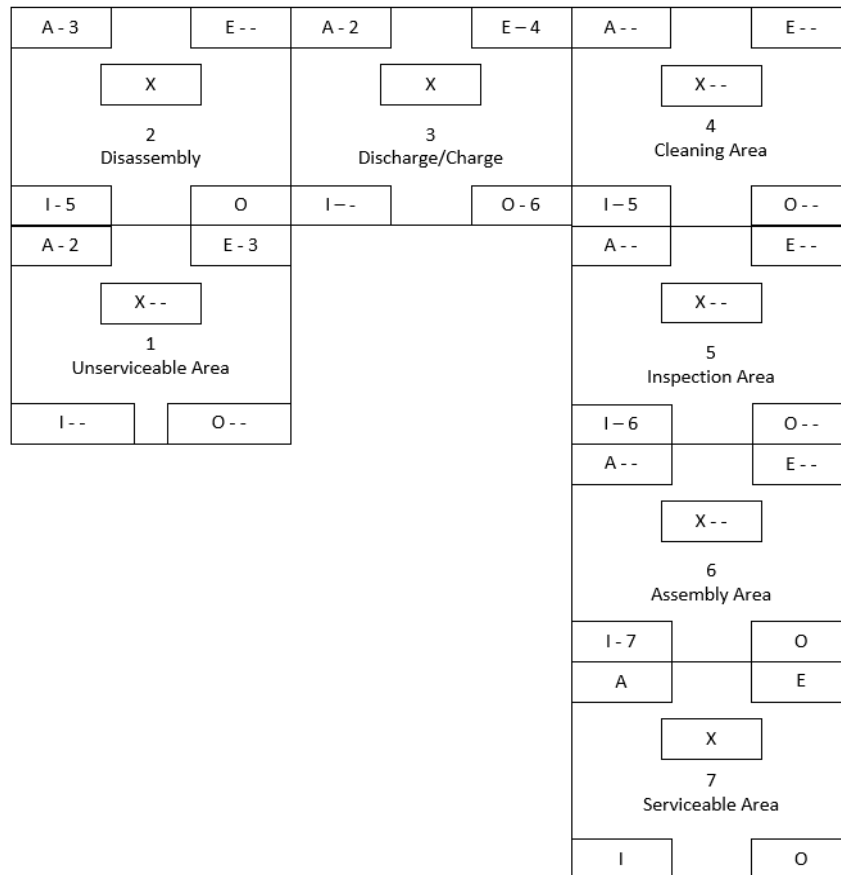 A - 3 E - - A - 2 E – 4 A - - E - -
X X X - -
2 3 4
Disassembly Discharge/Charge Cleaning Area
I - 5 O I – - O - 6 I – 5 O - -
A - 2 E - 3 A - - E - -
X - - X - -
1 5
Unserviceable Area Inspection Area
I - - O - - I – 6 O - -
A - - E - -
X - -
6
Assembly Area
I - 7 O
A E
X
7
Serviceable Area
I O